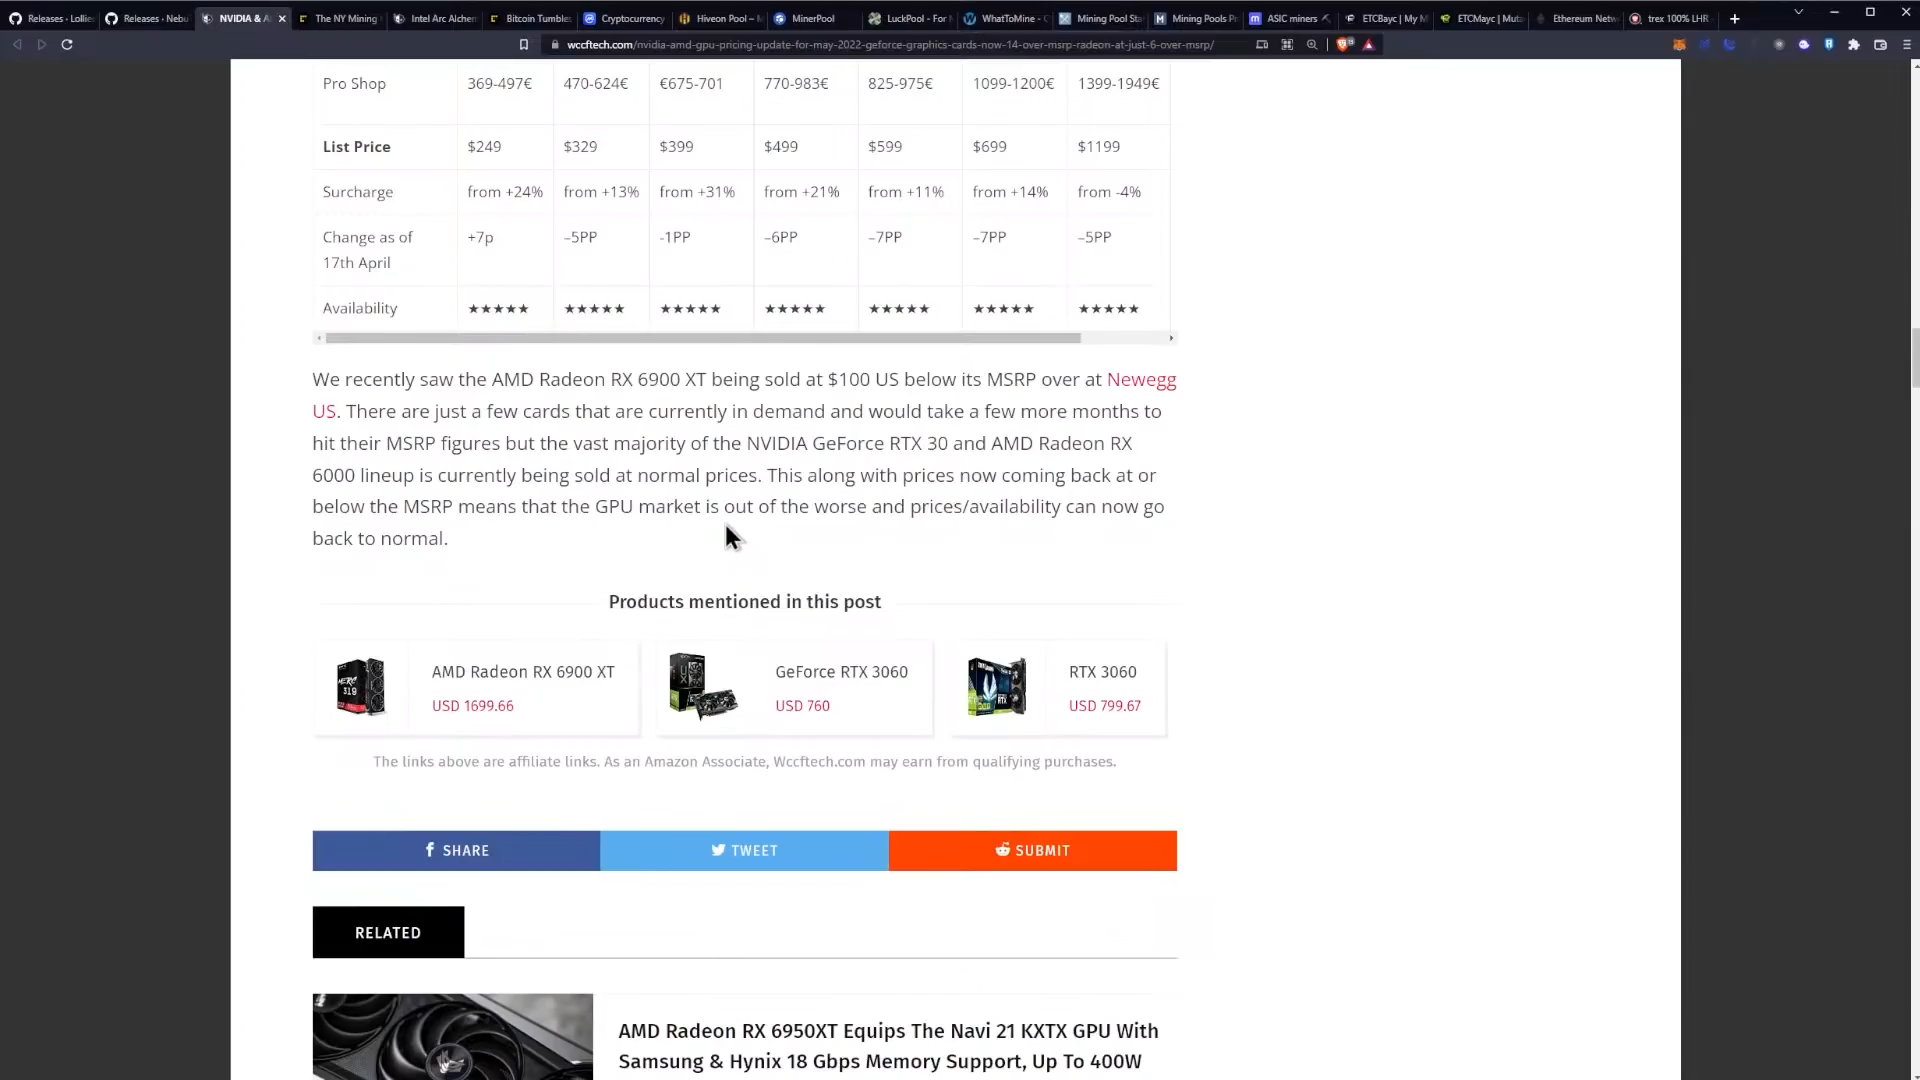 Releases · Lollie
Releases · Nebu
NVIDIA & A
The NY Mining
Intel Arc Alchem
Bitcoin Tumbles
Cryptocurrency
Hiveon Pool –
MinerPool
LuckPool - For
WhatToMine - C
Mining Pool Sta
Mining Pools P
ASIC miners
ETCBayc | My M
ETCMayc | Muta
Ethereum Netw
trex 100% LHR
wccftech.com/nvidia-amd-gpu-pricing-update-for-may-2022-geforce-graphics-cards-now-14-over-msrp-radeon-at-just-6-over-msrp/
Pro Shop 369-497€ 470-624€ €675-701 770-983€ 825-975€ 1099-1200€ 1399-1949€
List Price $249 $329 $399 $499 $599 $699 $1199
Surcharge from +24% from +13% from +31% from +21% from +11% from +14% from -4%
Change as of +7p –5PP -1PP –6PP –7PP –7PP –5PP
17th April
Availability ★★★★★ ★★★★★ ★★★★★ ★★★★★ ★★★★★ ★★★★★ ★★★★★
We recently saw the AMD Radeon RX 6900 XT being sold at $100 US below its MSRP over at Newegg
US. There are just a few cards that are currently in demand and would take a few more months to
hit their MSRP figures but the vast majority of the NVIDIA GeForce RTX 30 and AMD Radeon RX
6000 lineup is currently being sold at normal prices. This along with prices now coming back at or
below the MSRP means that the GPU market is out of the worse and prices/availability can now go
back to normal.
Products mentioned in this post
AMD Radeon RX 6900 XT
USD 1699.66
GeForce RTX 3060
USD 760
RTX 3060
USD 799.67
The links above are affiliate links. As an Amazon Associate, Wccftech.com may earn from qualifying purchases.
SHARE
TWEET
SUBMIT
RELATED
AMD Radeon RX 6950XT Equips The Navi 21 KXTX GPU With
Samsung & Hynix 18 Gbps Memory Support, Up To 400W